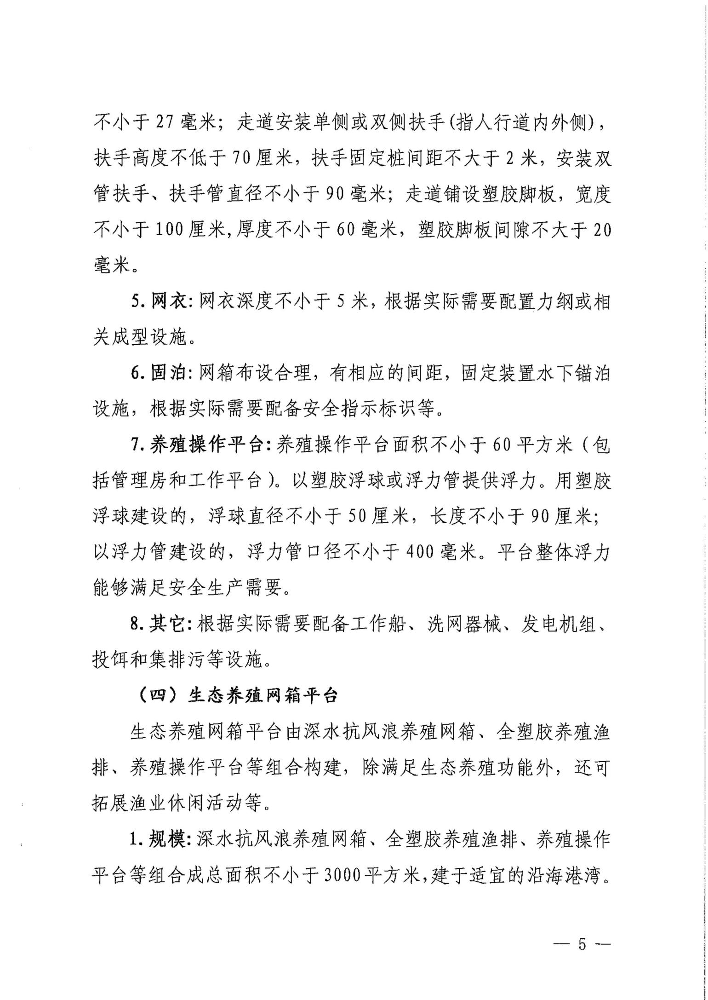 不小于 27 毫米；走道安装单侧或双侧扶手(指人行道内外侧)，
扶手高度不低于 70 厘米，扶手固定桩间距不大于 2 米，安装双
管扶手、扶手管直径不小于 90 毫米；走道铺设塑胶脚板，宽度
不小于 100 厘米,厚度不小于 60 毫米，塑胶脚板间隙不大于 20
毫米。
5. 网衣: 网衣深度不小于 5 米，根据实际需要配置力纲或相
关成型设施。
6. 固泊: 网箱布设合理，有相应的间距，固定装置水下锚泊
设施，根据实际需要配备安全指示标识等。
7. 养殖操作平台: 养殖操作平台面积不小于 60 平方米（包
括管理房和工作平台）。以塑胶浮球或浮力管提供浮力。用塑胶
浮球建设的，浮球直径不小于 50 厘米，长度不小于 90 厘米；
以浮力管建设的，浮力管口径不小于 400 毫米。平台整体浮力
能够满足安全生产需要。
8. 其它: 根据实际需要配备工作船、洗网器械、发电机组、
投饵和集排污等设施。
（四）生态养殖网箱平台
生态养殖网箱平台由深水抗风浪养殖网箱、全塑胶养殖渔
排、养殖操作平台等组合构建，除满足生态养殖功能外，还可
拓展渔业休闲活动等。
1. 规模: 深水抗风浪养殖网箱、全塑胶养殖渔排、养殖操作
平台等组合成总面积不小于 3000 平方米,建于适宜的沿海港湾。
— 5 —